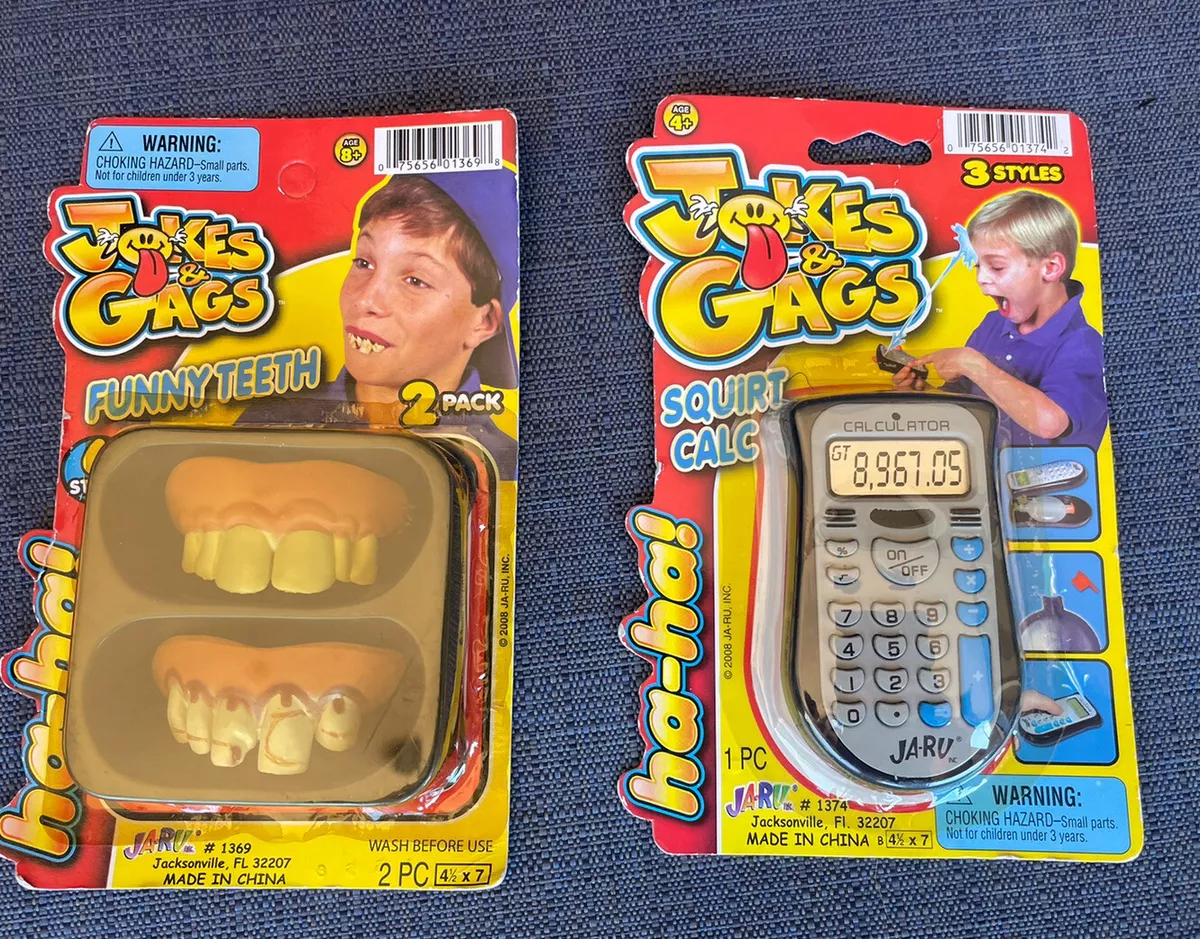 WARNING:
CHOKING HAZARD–Small parts.
Not for children under 3 years.
AGE
8+
0 75656 01369 8
JOKES
&
GAGS
™
FUNNY TEETH
2 PACK
ha-ha!
© 2008 JA-RU, INC.
JA-RU® INC. # 1369
Jacksonville, FL 32207
MADE IN CHINA
WASH BEFORE USE
2 PC 4½ x 7
AGE
4+
0 75656 01374 2
3 STYLES
JOKES
&
GAGS
™
SQUIRT
CALC
CALCULATOR
GT 8,967.05
% ON/OFF ÷
√ ×
7 8 9 −
4 5 6 +
1 2 3
0 • =
JA-RU® INC
ha-ha!
© 2008 JA-RU, INC.
1 PC
JA-RU® INC. # 1374
Jacksonville, Fl. 32207
MADE IN CHINA B 4½ x 7
WARNING:
CHOKING HAZARD–Small parts.
Not for children under 3 years.